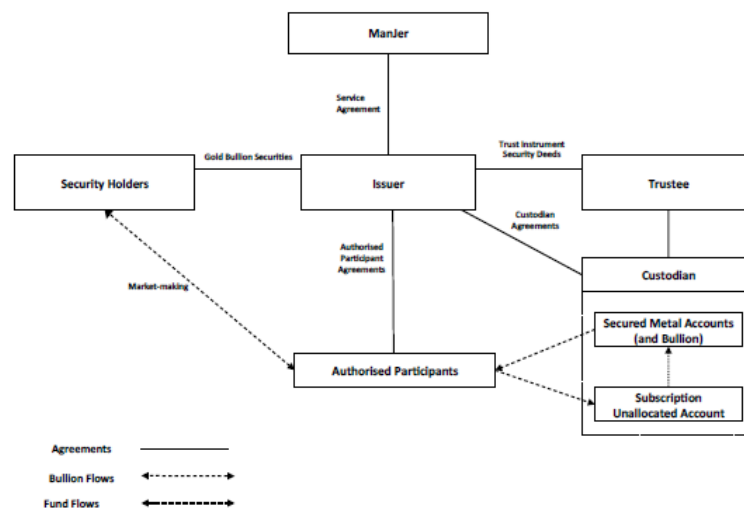 ManJer
Service
Agreement
Gold Bullion Securities
Trust Instrument
Security Deeds
Security Holders
Issuer
Trustee
Custodian
Agreements
Authorised
Participant
Agreements
Custodian
Market-making
Secured Metal Accounts
(and Bullion)
Authorised Participants
Subscription
Unallocated Account
Agreements
Bullion Flows
Fund Flows